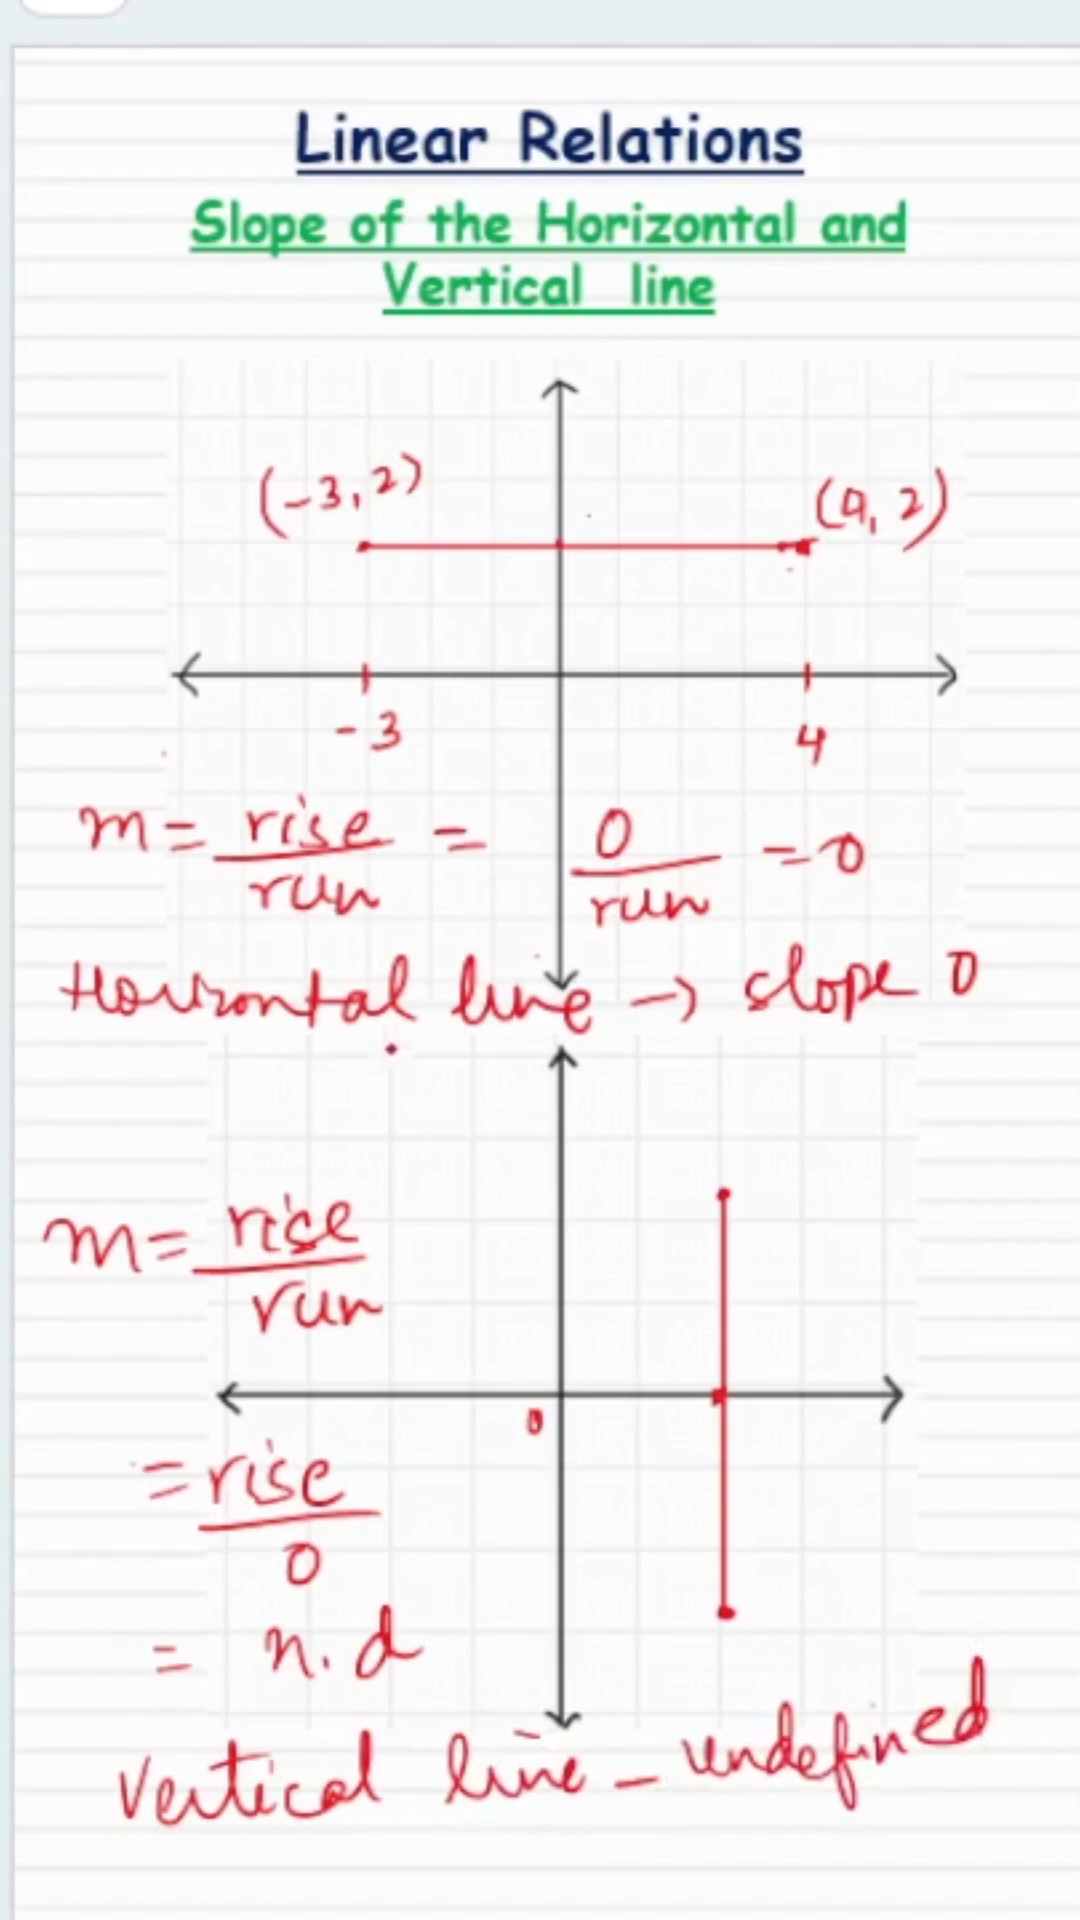 Linear Relations
Slope of the Horizontal and
Vertical line
(-3, 2)
(4, 2)
-3
4
m = rise/run = 0/run = 0
Horizontal line → slope 0
m = rise/run
0
= rise/0
= n.d
Vertical line - undefined